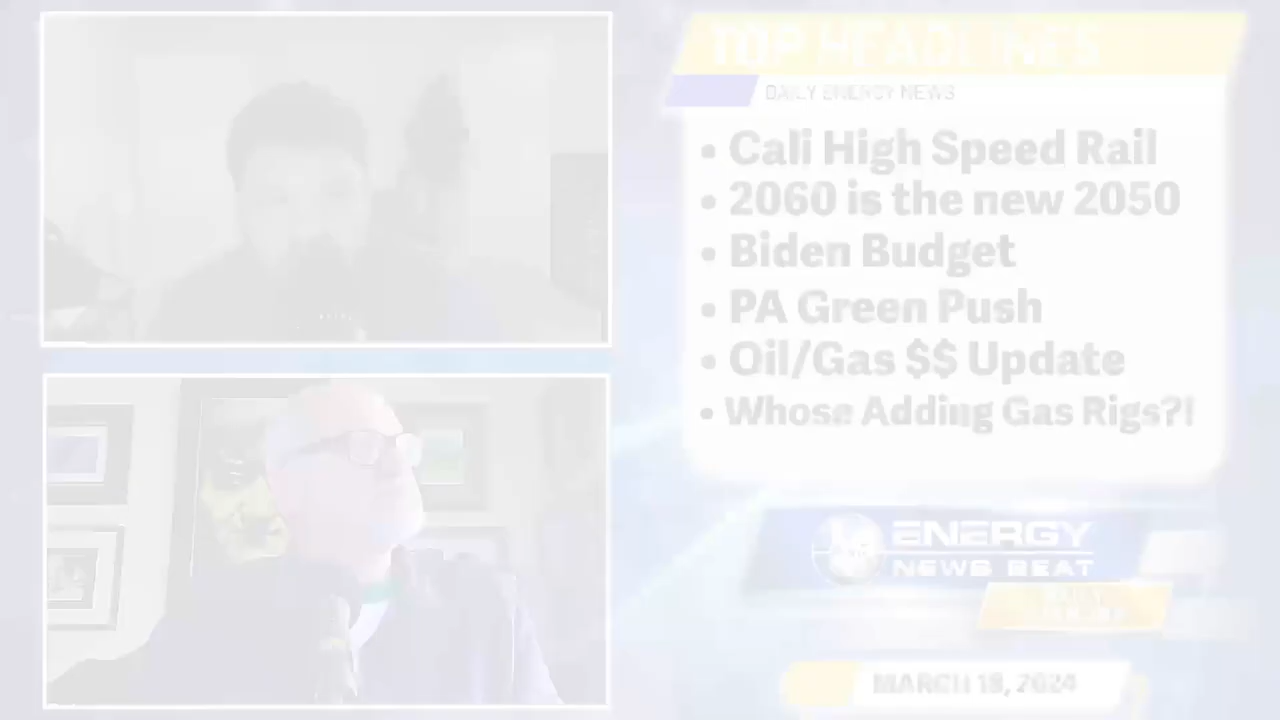 TOP HEADLINES
DAILY ENERGY NEWS
• Cali High Speed Rail
• 2060 is the new 2050
• Biden Budget
• PA Green Push
• Oil/Gas $$ Update
• Whose Adding Gas Rigs?!
ENERGY
NEWS BEAT
MARCH 18, 2024